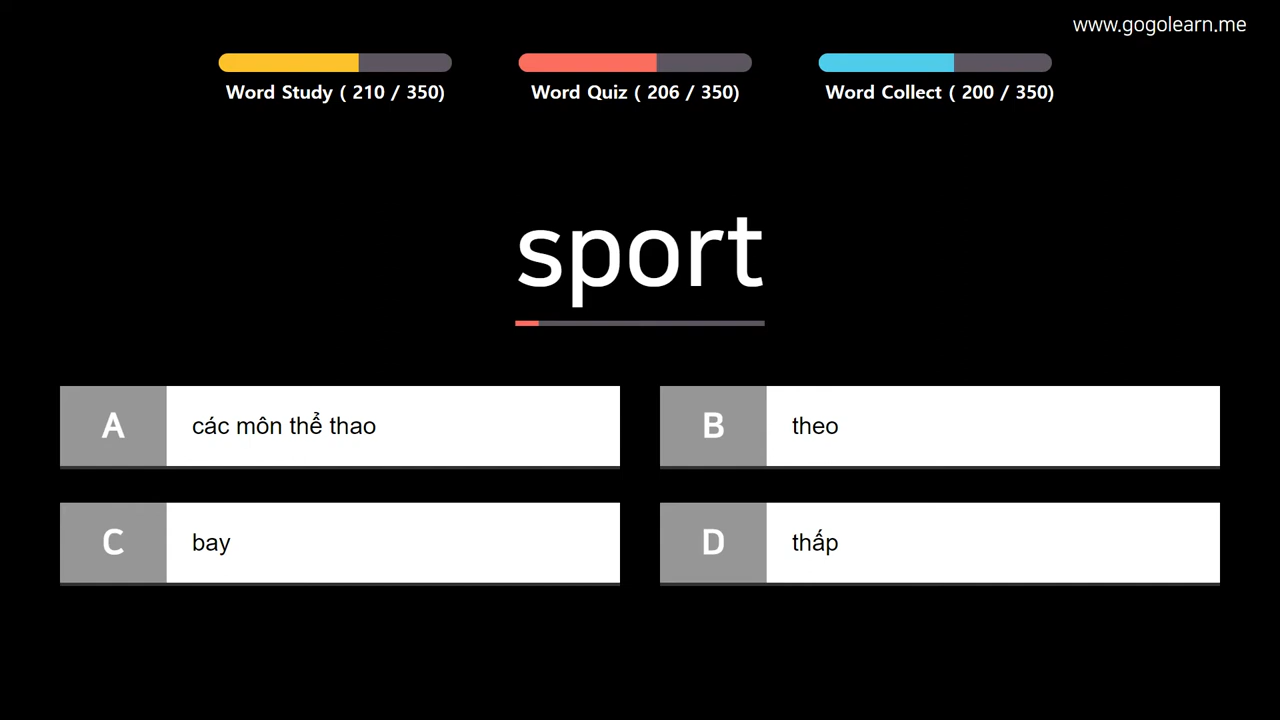 www.gogolearn.me
Word Study ( 210 / 350)
Word Quiz ( 206 / 350)
Word Collect ( 200 / 350)
sport
A
các môn thể thao
B
theo
C
bay
D
thấp